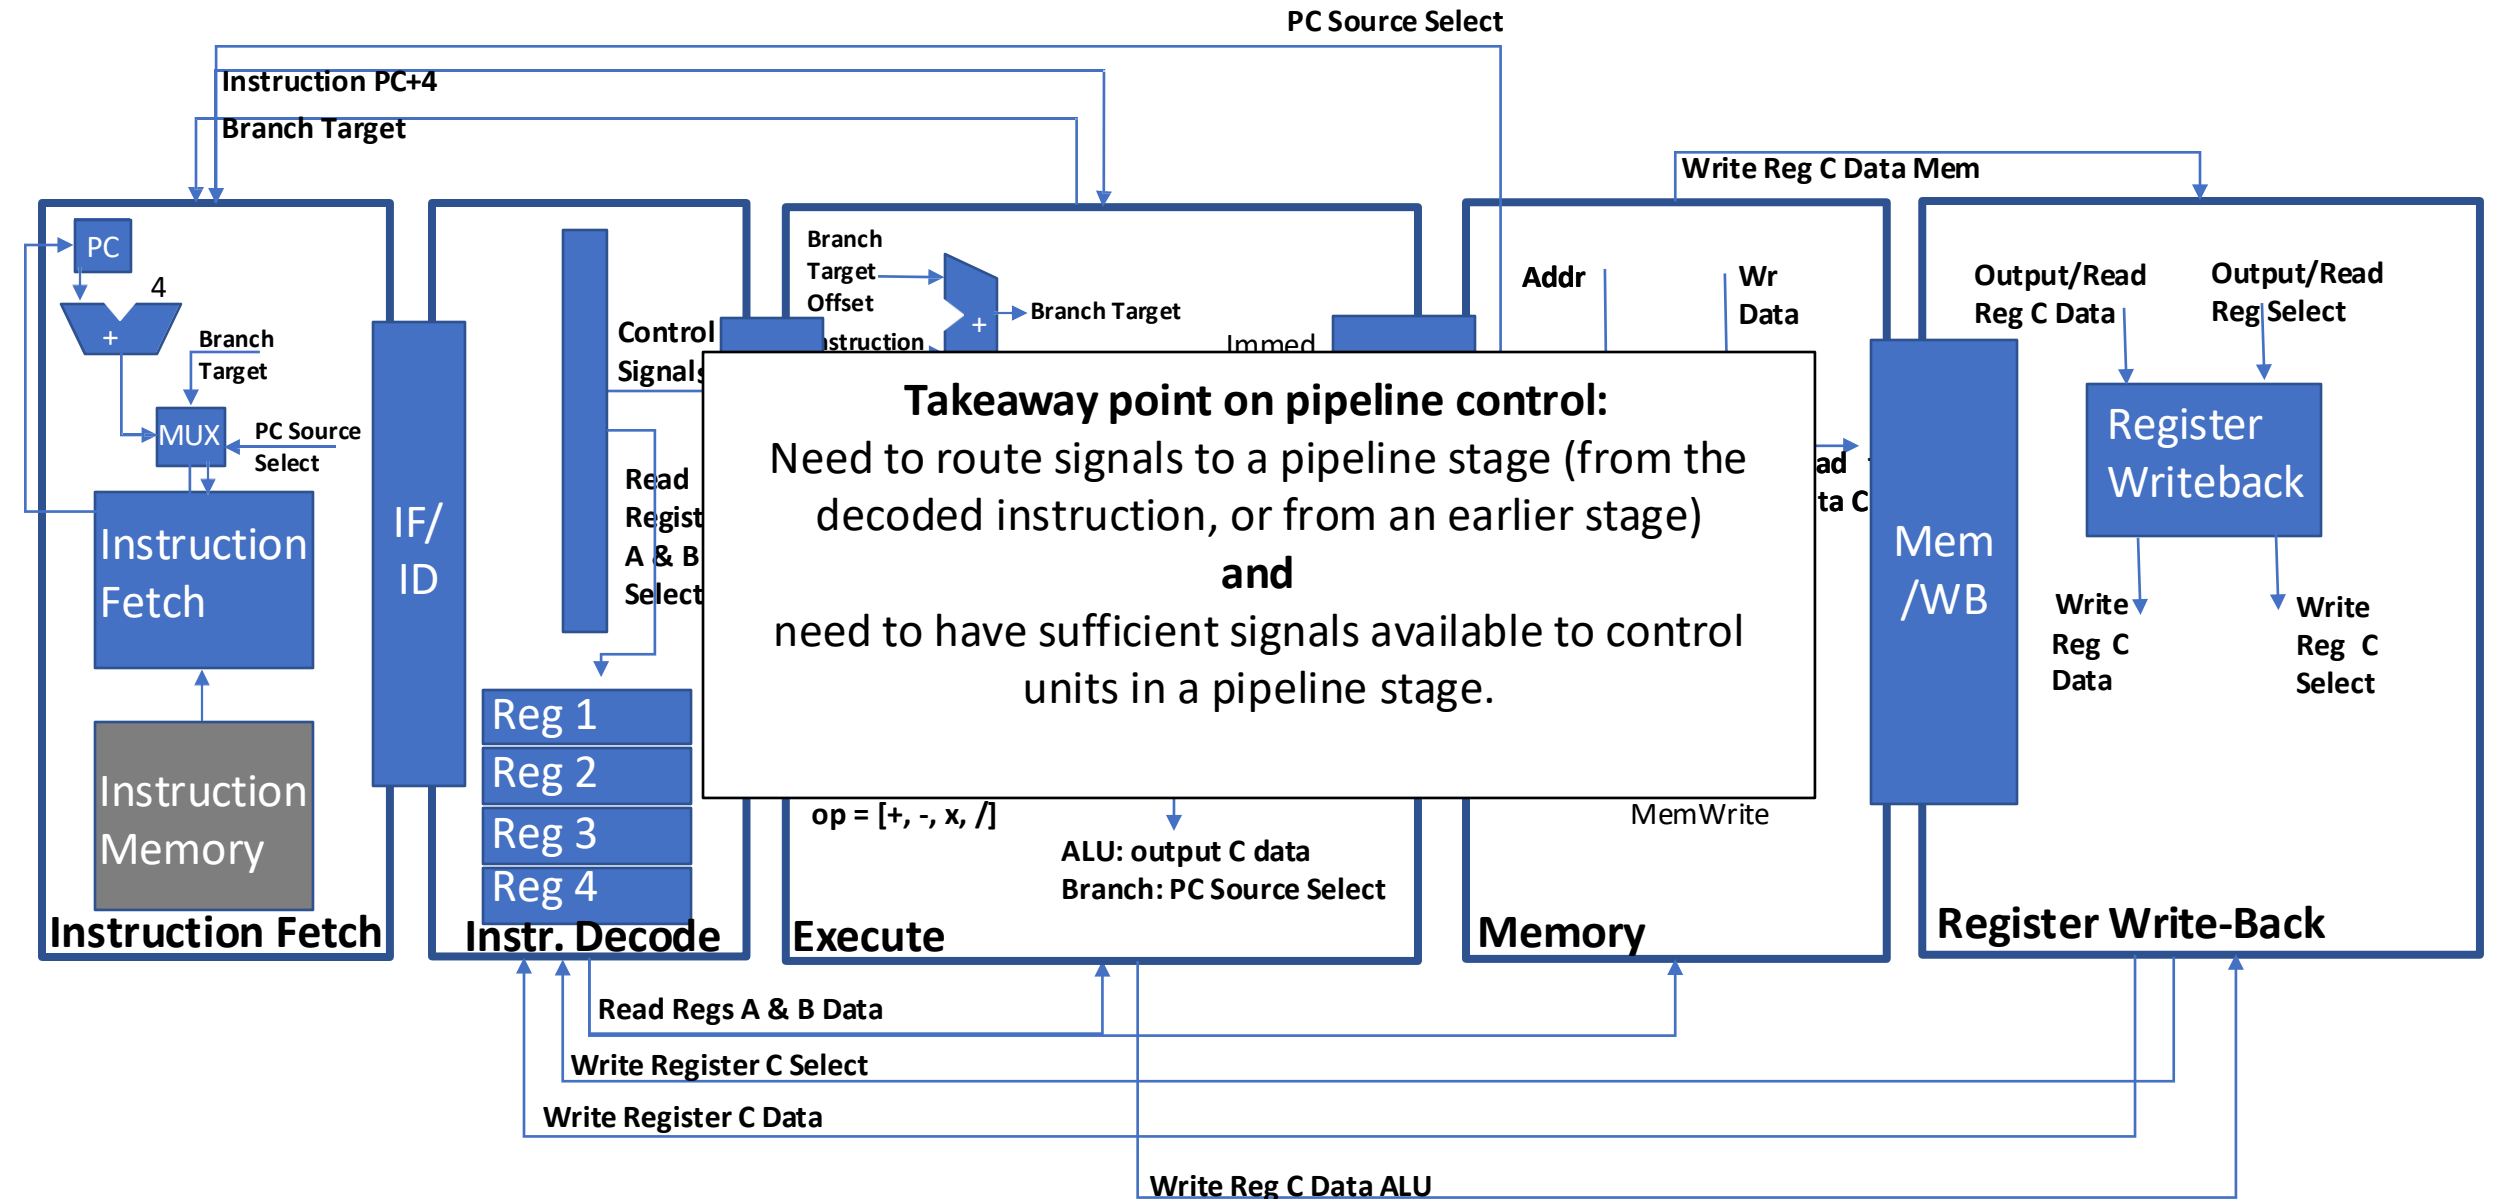 PC Source Select
Instruction PC+4
Branch Target
Write Reg C Data Mem
PC
4
+
Branch
Target
MUX
PC Source
Select
Instruction
Fetch
Instruction
Memory
Instruction Fetch
IF/
ID
Control
Signals
Read
A & B
Select
Reg 1
Reg 2
Reg 3
Reg 4
Instr. Decode
Branch
Target
Offset
+
Branch Target
Immed
Takeaway point on pipeline control:
Need to route signals to a pipeline stage (from the
decoded instruction, or from an earlier stage)
and
need to have sufficient signals available to control
units in a pipeline stage.
op = [+, -, x, /]
ALU: output C data
Branch: PC Source Select
Execute
Addr
Wr
Data
MemWrite
Memory
Mem
/WB
Output/Read
Reg C Data
Output/Read
Reg Select
Register
Writeback
Write
Reg C
Data
Write
Reg C
Select
Register Write-Back
Read Regs A & B Data
Write Register C Select
Write Register C Data
Write Reg C Data ALU